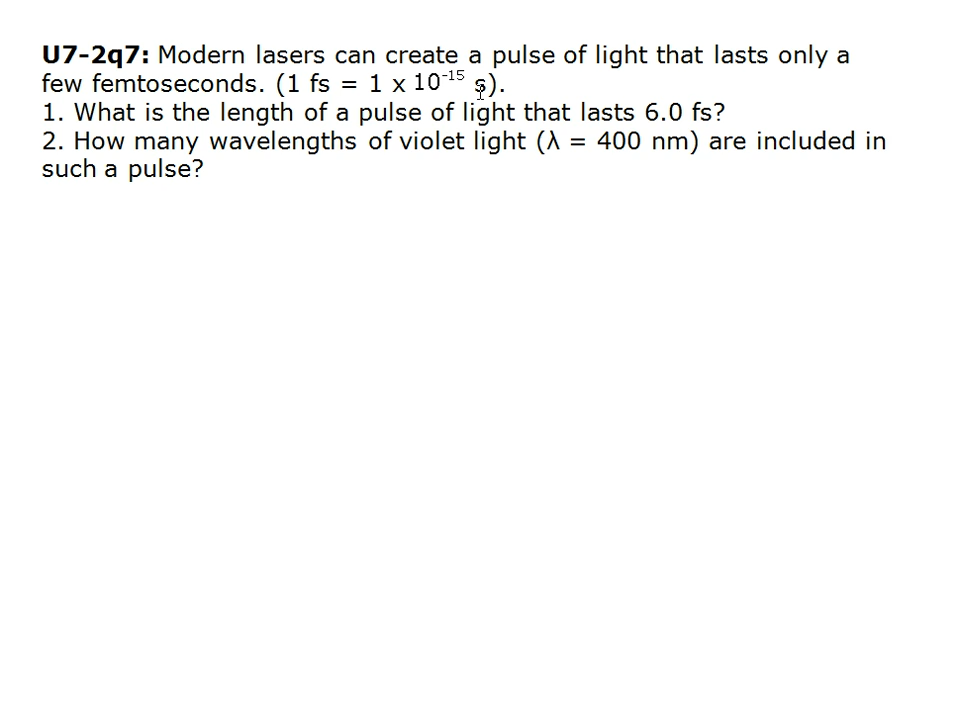 U7-2q7: Modern lasers can create a pulse of light that lasts only a
few femtoseconds. (1 fs = 1 x 10⁻¹⁵ s).
1. What is the length of a pulse of light that lasts 6.0 fs?
2. How many wavelengths of violet light (λ = 400 nm) are included in
such a pulse?